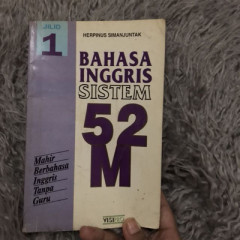 JILID
1
HERPINUS SIMANJUNTAK
BAHASA
INGGRIS
SISTEM
52
M
Mahir
Berbahasa
Inggris
Tanpa
Guru